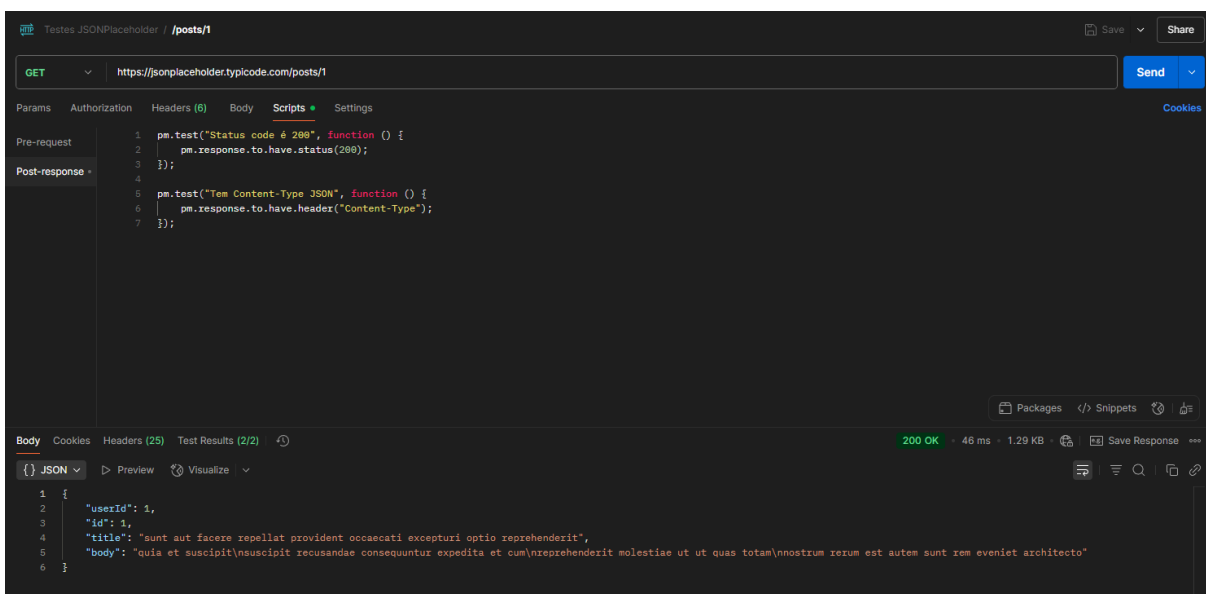 HTTP Testes JSONPlaceholder / /posts/1 Save Share
GET https://jsonplaceholder.typicode.com/posts/1 Send
Params Authorization Headers (6) Body Scripts Settings Cookies
Pre-request
Post-response
1 pm.test("Status code é 200", function () {
2 pm.response.to.have.status(200);
3 });
4
5 pm.test("Tem Content-Type JSON", function () {
6 pm.response.to.have.header("Content-Type");
7 });
Packages </> Snippets
Body Cookies Headers (25) Test Results (2/2) 200 OK • 46 ms • 1.29 KB • Save Response
{} JSON Preview Visualize
1 {
2 "userId": 1,
3 "id": 1,
4 "title": "sunt aut facere repellat provident occaecati excepturi optio reprehenderit",
5 "body": "quia et suscipit\nsuscipit recusandae consequuntur expedita et cum\nreprehenderit molestiae ut ut quas totam\nnostrum rerum est autem sunt rem eveniet architecto"
6 }